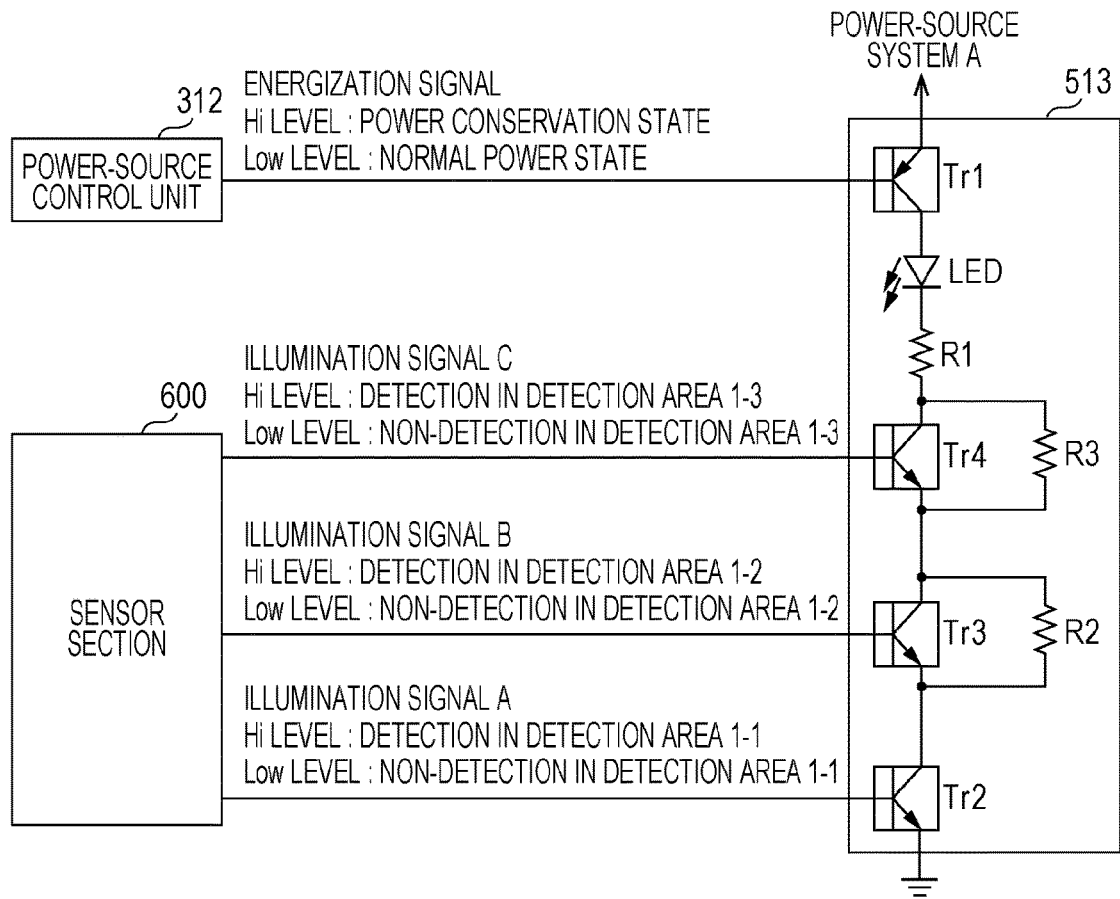 POWER-SOURCE
SYSTEM A
513
312
ENERGIZATION SIGNAL
Hi LEVEL : POWER CONSERVATION STATE
Low LEVEL : NORMAL POWER STATE
POWER-SOURCE
CONTROL UNIT
Tr1
LED
R1
ILLUMINATION SIGNAL C
Hi LEVEL : DETECTION IN DETECTION AREA 1-3
Low LEVEL : NON-DETECTION IN DETECTION AREA 1-3
600
Tr4
R3
ILLUMINATION SIGNAL B
Hi LEVEL : DETECTION IN DETECTION AREA 1-2
Low LEVEL : NON-DETECTION IN DETECTION AREA 1-2
SENSOR
SECTION
Tr3
R2
ILLUMINATION SIGNAL A
Hi LEVEL : DETECTION IN DETECTION AREA 1-1
Low LEVEL : NON-DETECTION IN DETECTION AREA 1-1
Tr2